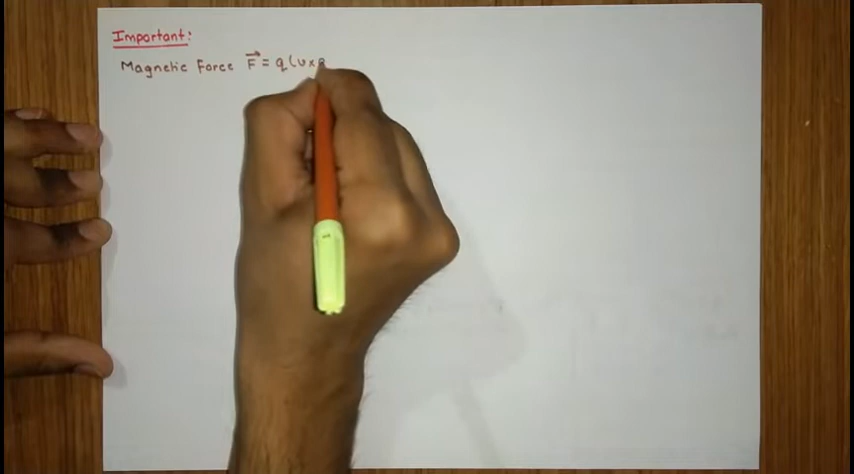 Important:
Magnetic Force F⃗ = q(v×